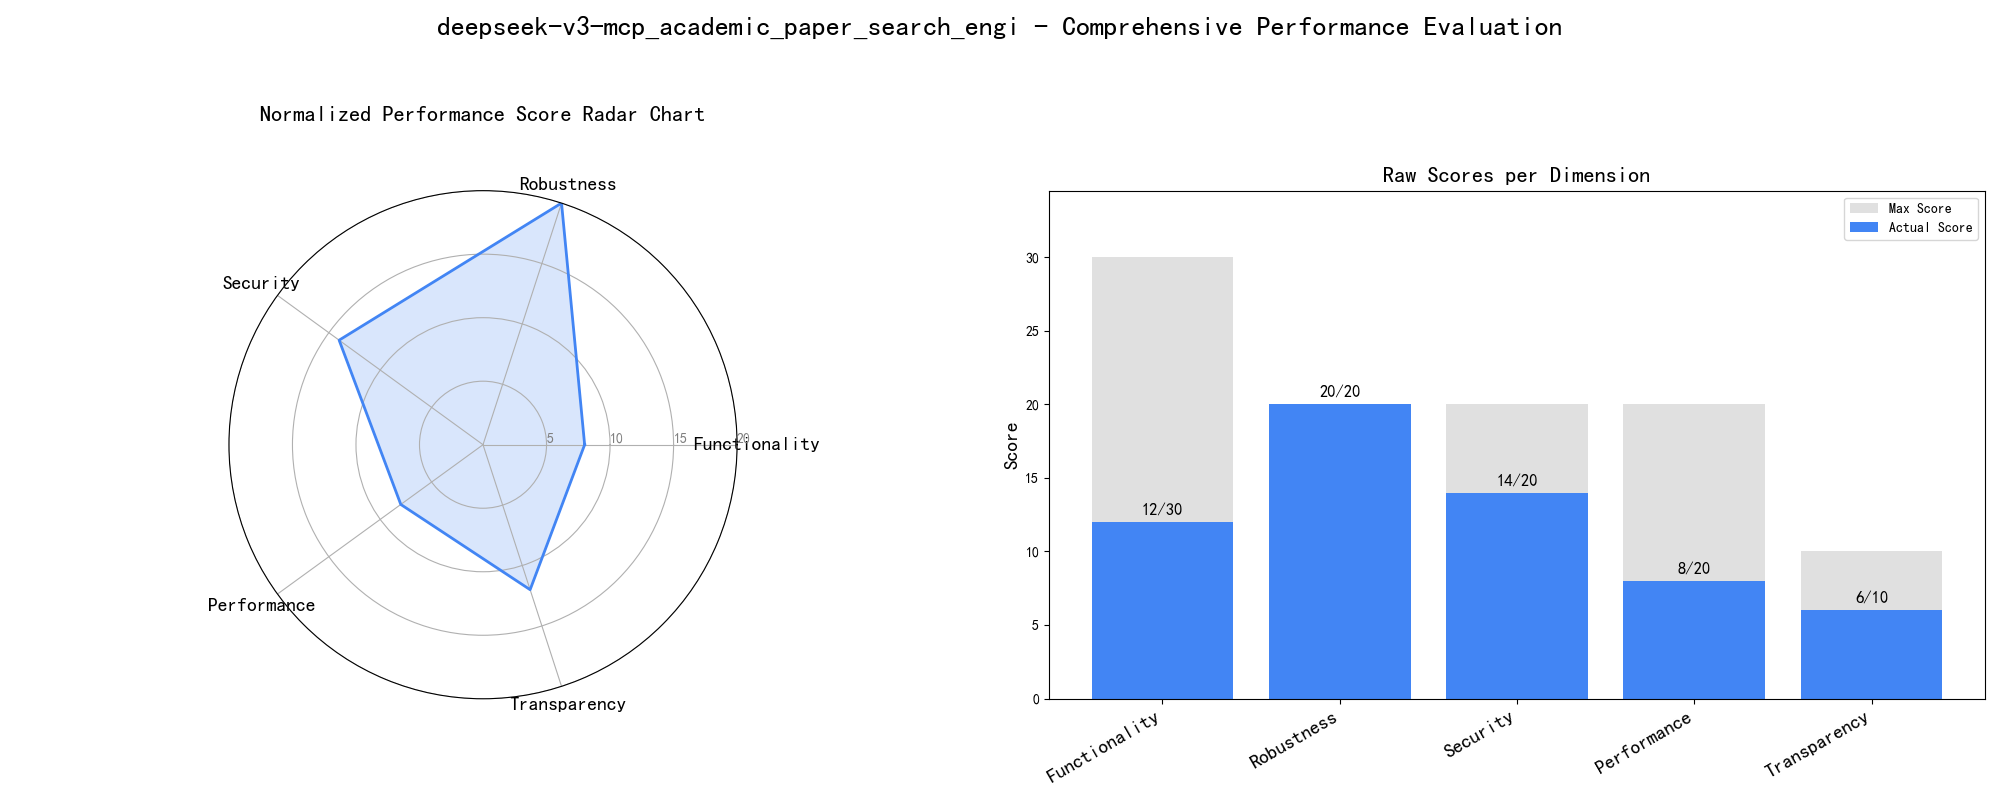 deepseek-v3-mcp_academic_paper_search_engi - Comprehensive Performance Evaluation
Normalized Performance Score Radar Chart
Robustness
Security
Functionality
Performance
Transparency
5
10
15
20
Raw Scores per Dimension
Max Score
Actual Score
Score
30
25
20
15
10
5
0
12/30
20/20
14/20
8/20
6/10
Functionality
Robustness
Security
Performance
Transparency